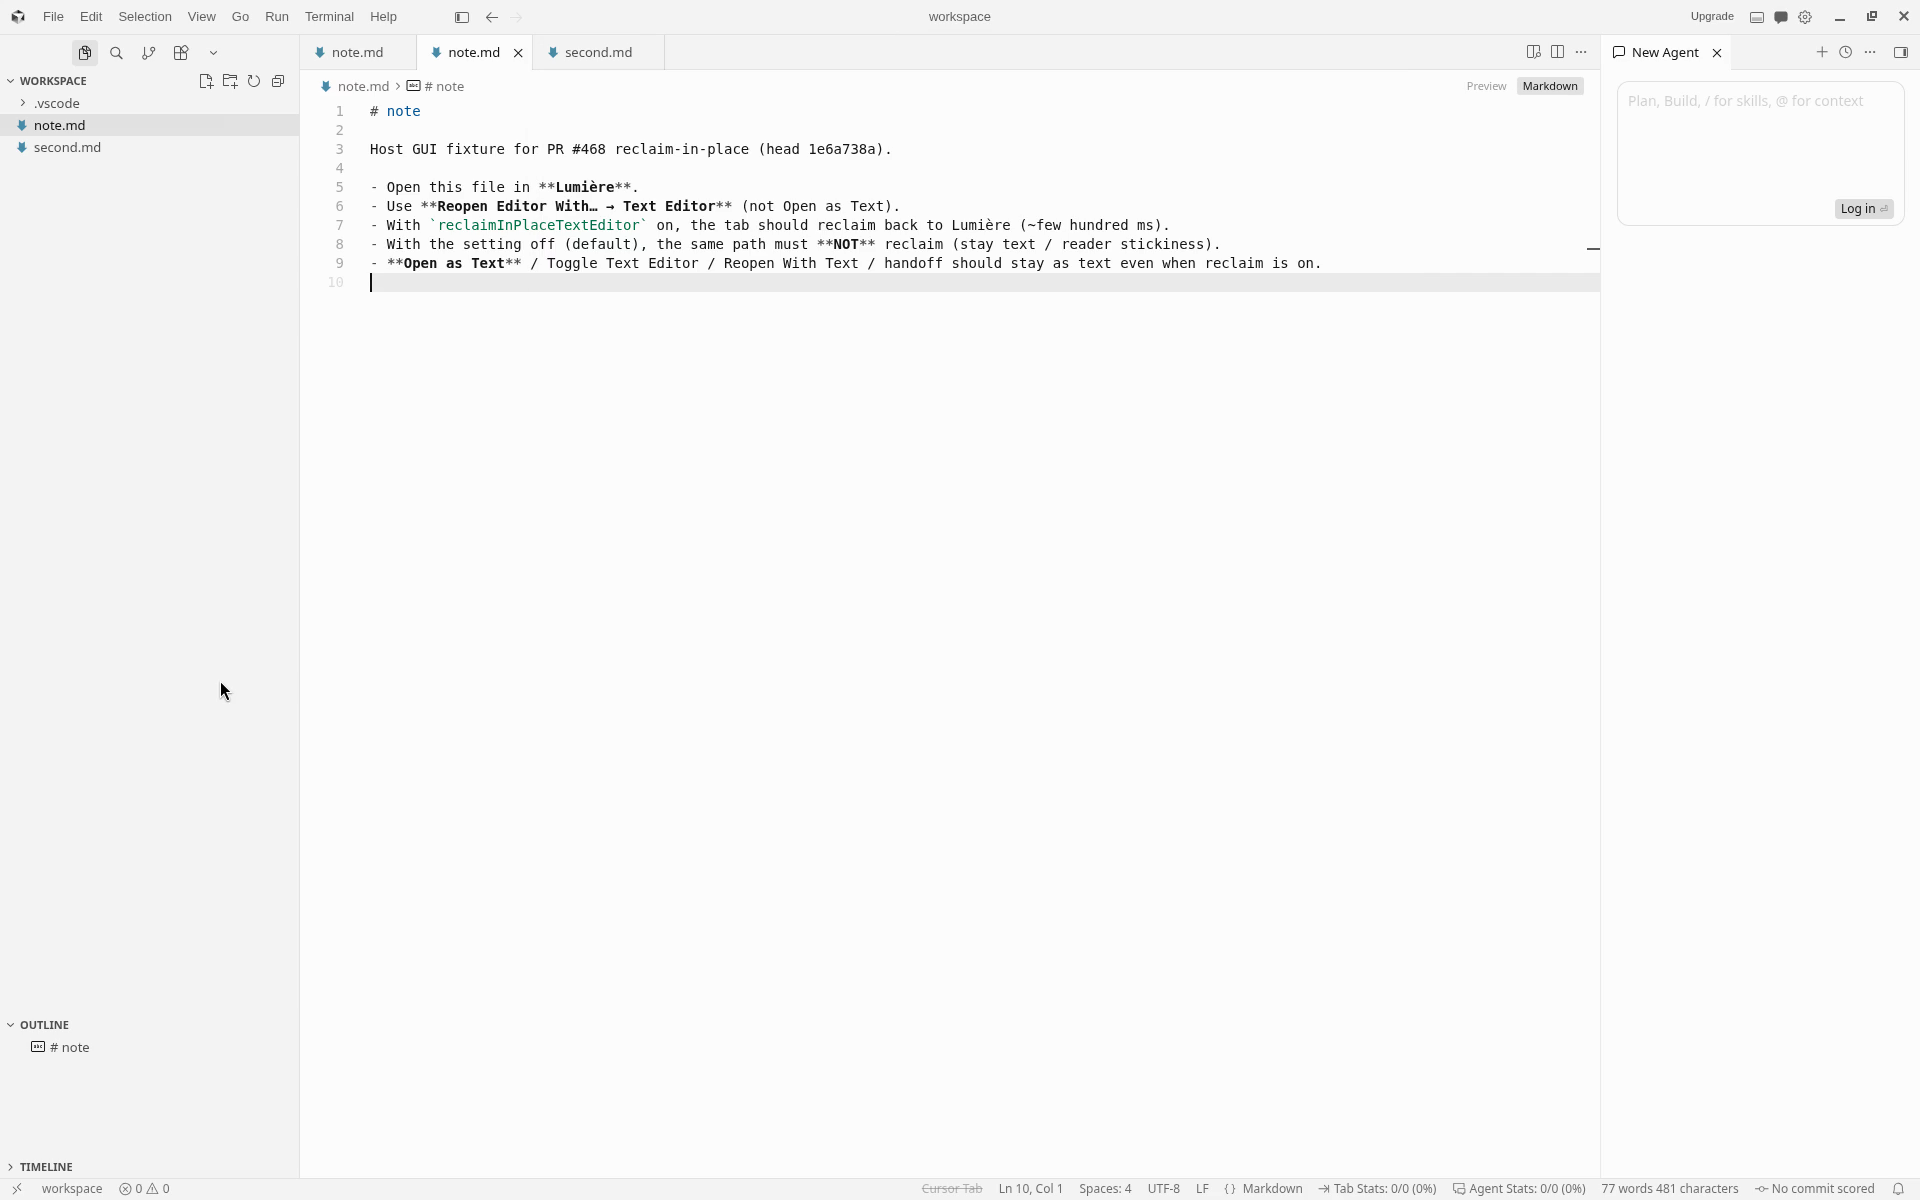 File Edit Selection View Go Run Terminal Help
workspace
Upgrade
WORKSPACE
.vscode
note.md
second.md
note.md
note.md
second.md
note.md > # note
Preview Markdown
1 # note
2
3 Host GUI fixture for PR #468 reclaim-in-place (head 1e6a738a).
4
5 - Open this file in **Lumière**.
6 - Use **Reopen Editor With… → Text Editor** (not Open as Text).
7 - With `reclaimInPlaceTextEditor` on, the tab should reclaim back to Lumière (~few hundred ms).
8 - With the setting off (default), the same path must **NOT** reclaim (stay text / reader stickiness).
9 - **Open as Text** / Toggle Text Editor / Reopen With Text / handoff should stay as text even when reclaim is on.
10
New Agent
Plan, Build, / for skills, @ for context
Log in ⏎
OUTLINE
# note
TIMELINE
workspace 0 0
Cursor Tab Ln 10, Col 1 Spaces: 4 UTF-8 LF { } Markdown Tab Stats: 0/0 (0%) Agent Stats: 0/0 (0%) 77 words 481 characters No commit scored